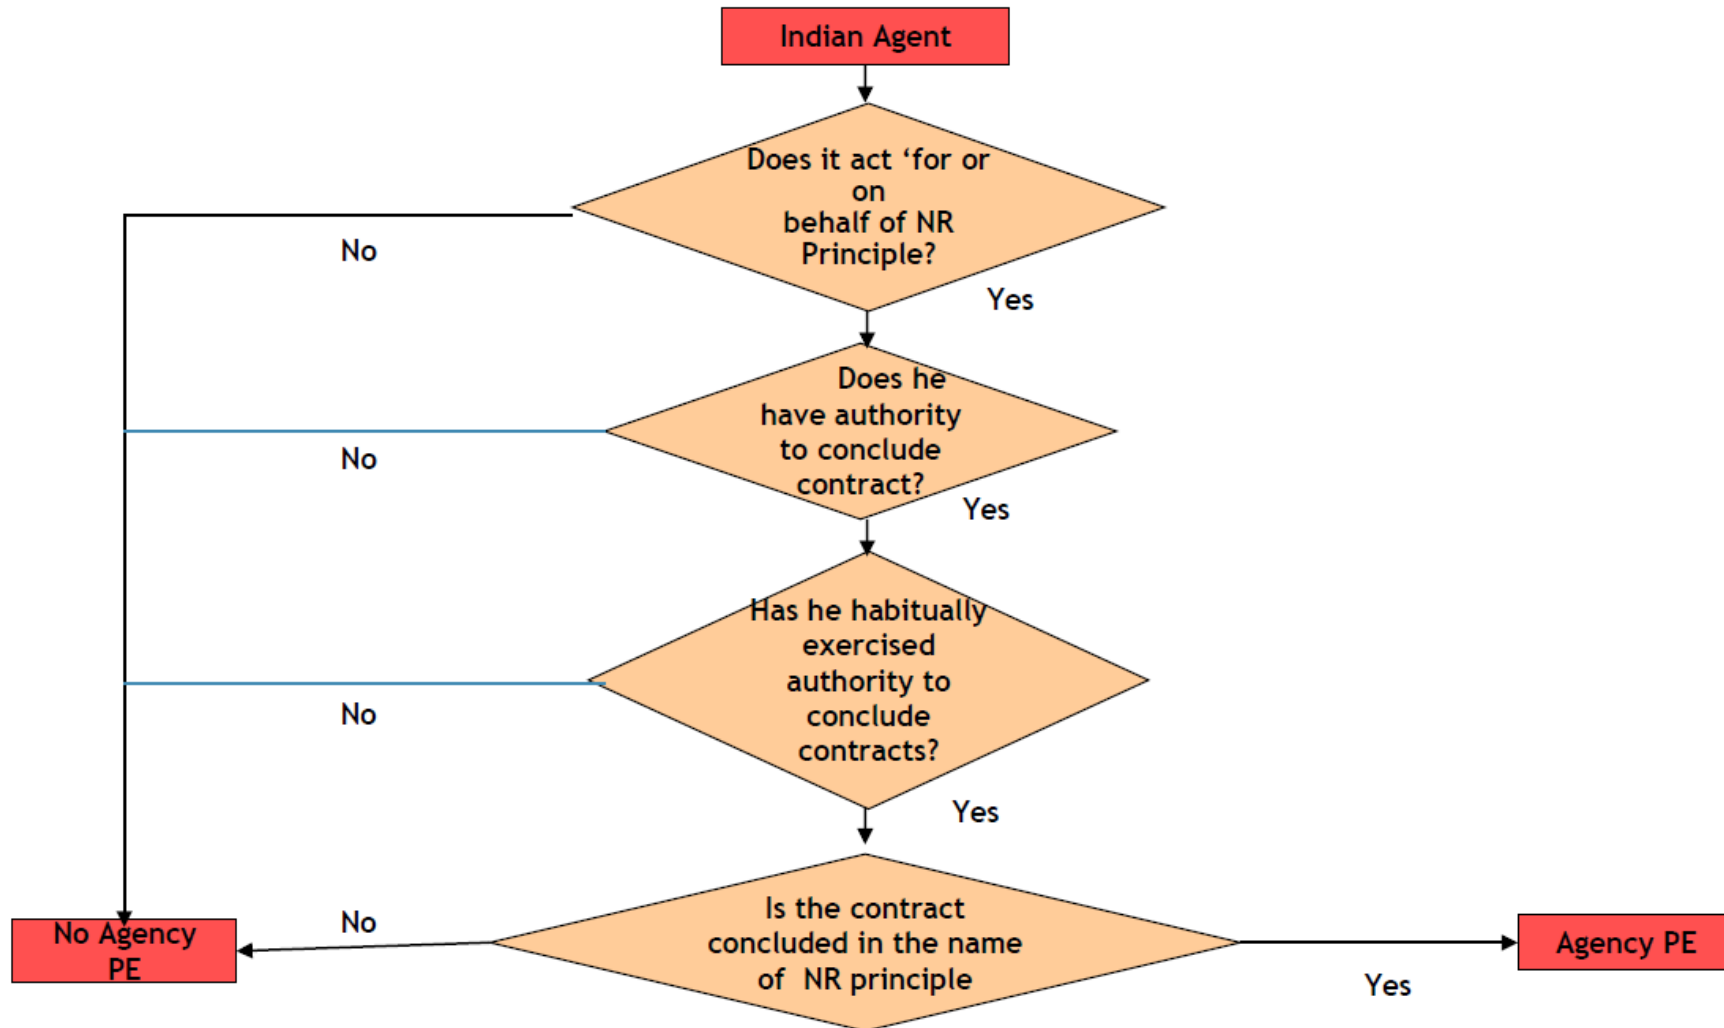 Indian Agent
Does it act ‘for or
on
behalf of NR
Principle?
No
Yes
Does he
have authority
to conclude
contract?
No
Yes
Has he habitually
exercised
authority to
conclude
contracts?
No
Yes
Is the contract
concluded in the name
of NR principle
No
No Agency
PE
Agency PE
Yes